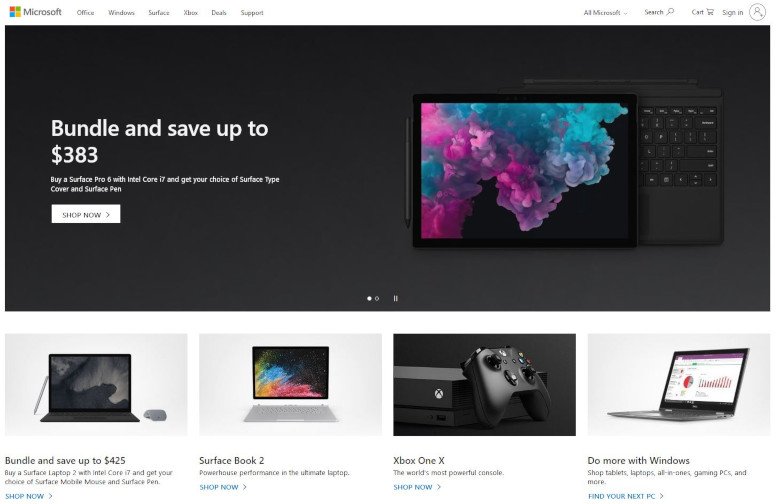 Microsoft
Office
Windows
Surface
Xbox
Deals
Support
All Microsoft
Search
Cart
Sign in
Bundle and save up to
$383
Buy a Surface Pro 6 with Intel Core i7 and get your choice of Surface Type
Cover and Surface Pen
SHOP NOW
Bundle and save up to $425
Buy a Surface Laptop 2 with Intel Core i7 and get your
choice of Surface Mobile Mouse and Surface Pen.
SHOP NOW
Surface Book 2
Powerhouse performance in the ultimate laptop.
SHOP NOW
Xbox One X
The world's most powerful console.
SHOP NOW
Do more with Windows
Shop tablets, laptops, all-in-ones, gaming PCs, and
more.
FIND YOUR NEXT PC